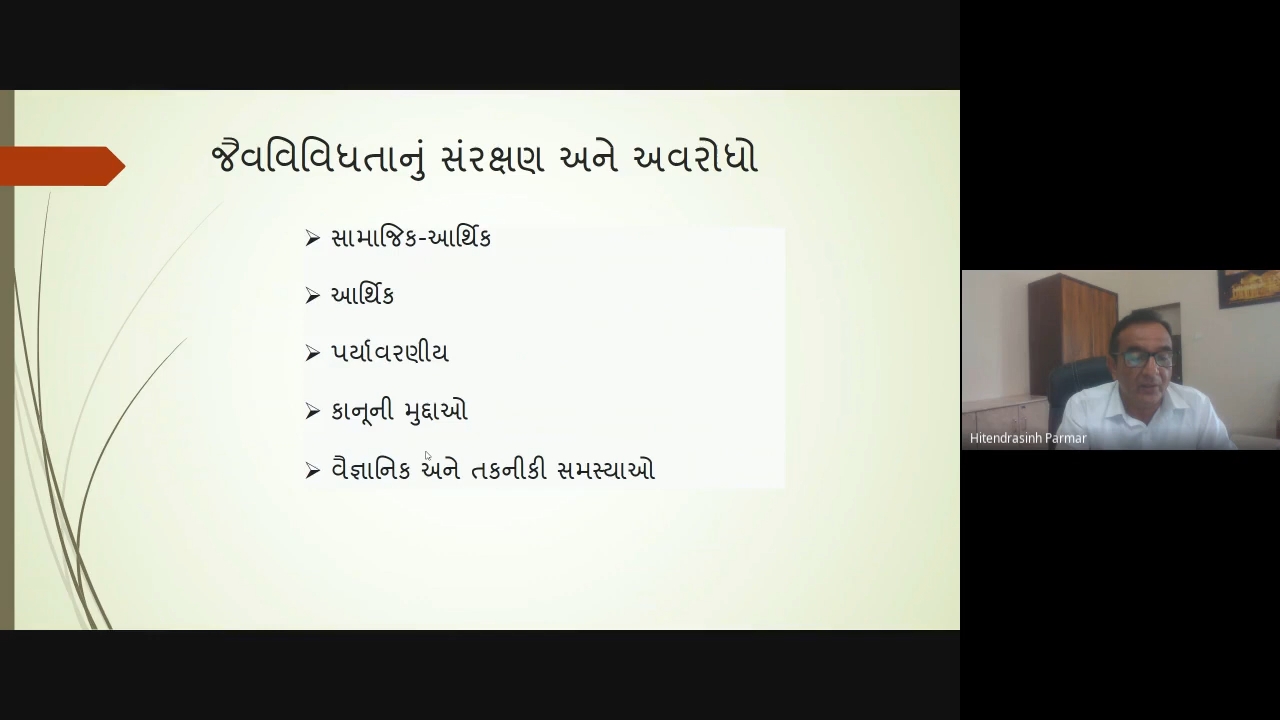 જૈવવિવિધતાનું સંરક્ષણ અને અવરોધો
➢ સામાજિક-આર્થિક
➢ આર્થિક
➢ પર્યાવરણીય
➢ કાનૂની મુદ્દાઓ
➢ વૈજ્ઞાનિક અને તકનીકી સમસ્યાઓ
Hitendrasinh Parmar